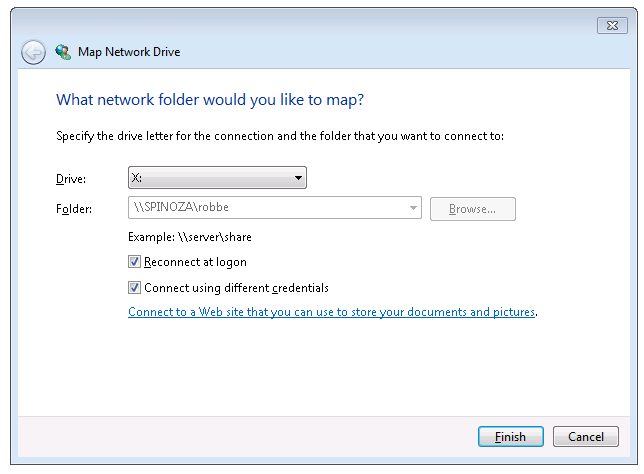 Map Network Drive
What network folder would you like to map?
Specify the drive letter for the connection and the folder that you want to connect to:
Drive: X:
Folder: \\SPINOZA\robbe Browse...
Example: \\server\share
Reconnect at logon
Connect using different credentials
Connect to a Web site that you can use to store your documents and pictures.
Finish Cancel